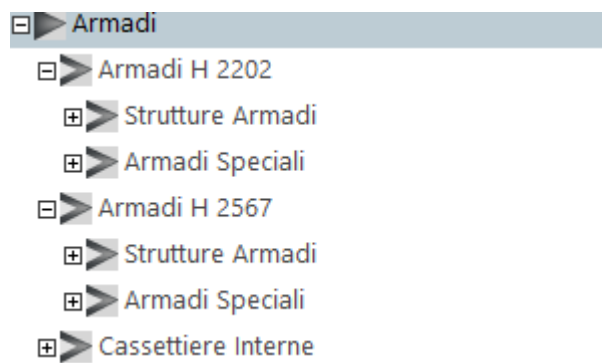 Armadi
Armadi H 2202
Strutture Armadi
Armadi Speciali
Armadi H 2567
Strutture Armadi
Armadi Speciali
Cassettiere Interne